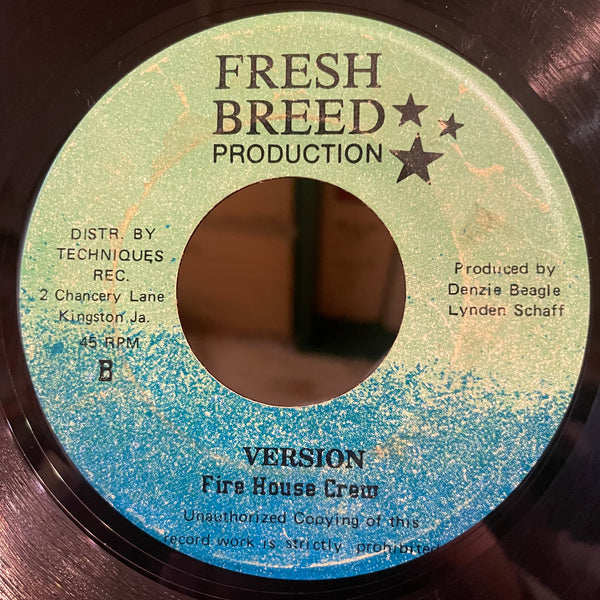 FRESH
BREED
PRODUCTION
DISTR. BY
TECHNIQUES
REC.
2 Chancery Lane
Kingston Ja.
45 RPM
B
Produced by
Denzie Beagle
Lynden Schaff
VERSION
Fire House Crew
Unauthorized Copying of this
record work is strictly prohibited